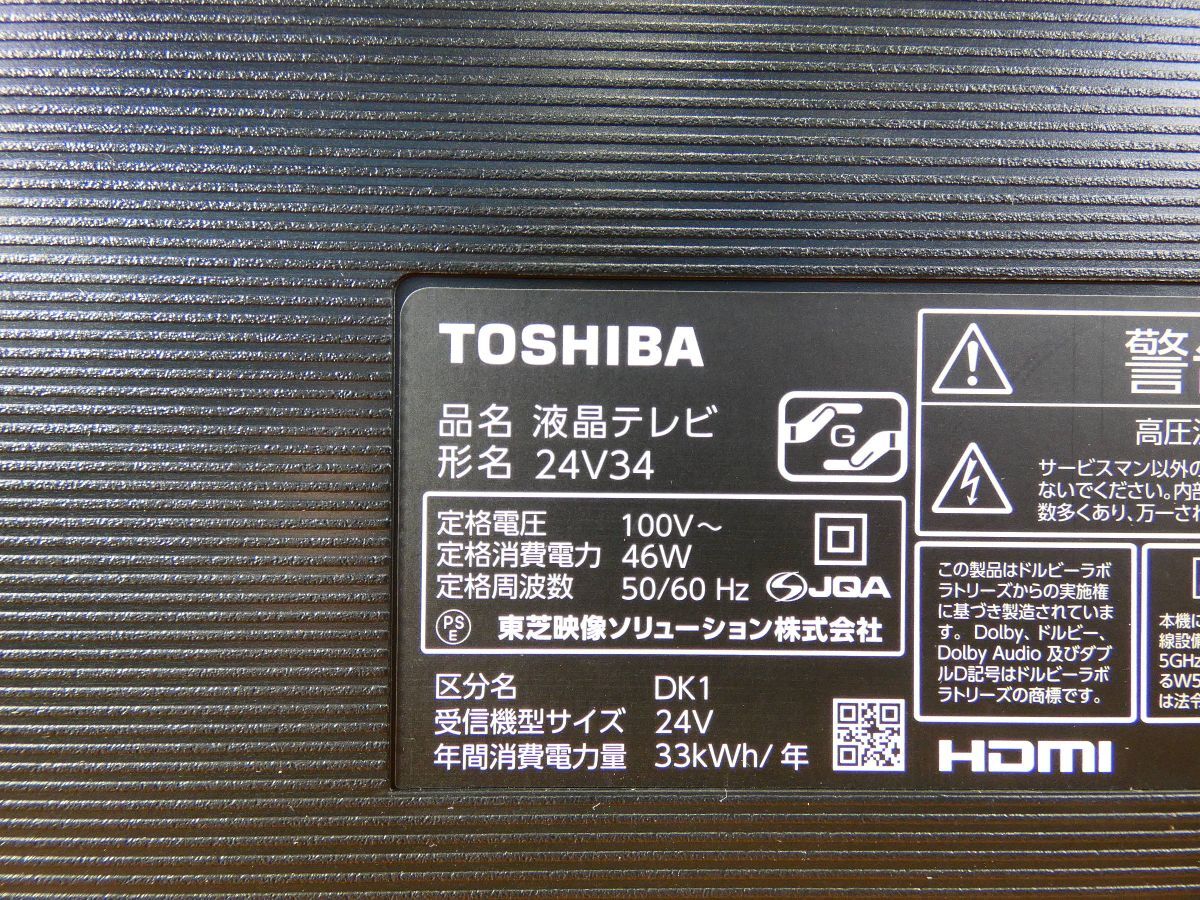 TOSHIBA
品名 液晶テレビ
形名 24V34
G
定格電圧 100V～
定格消費電力 46W
定格周波数 50/60 Hz
JQA
PS
E
東芝映像ソリューション株式会社
区分名 DK1
受信機型サイズ 24V
年間消費電力量 33kWh/年
警
高圧
サービスマン以外の
ないでください。内部
数多くあり、万一され
この製品はドルビーラボ
ラトリーズからの実施権
に基づき製造されていま
す。Dolby、ドルビー、
Dolby Audio 及びダブ
ルD記号はドルビーラボ
ラトリーズの商標です。
本機に
線設備
5GHz
るW5
は法令
HDMI